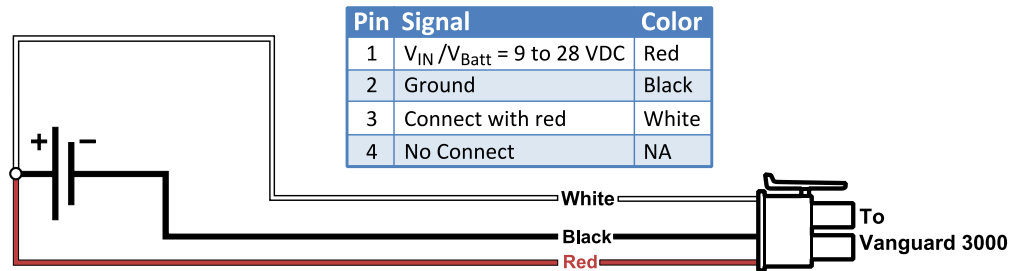 Pin Signal Color
1 VIN /VBatt = 9 to 28 VDC Red
2 Ground Black
3 Connect with red White
4 No Connect NA
+ −
White
Black
Red
To
Vanguard 3000